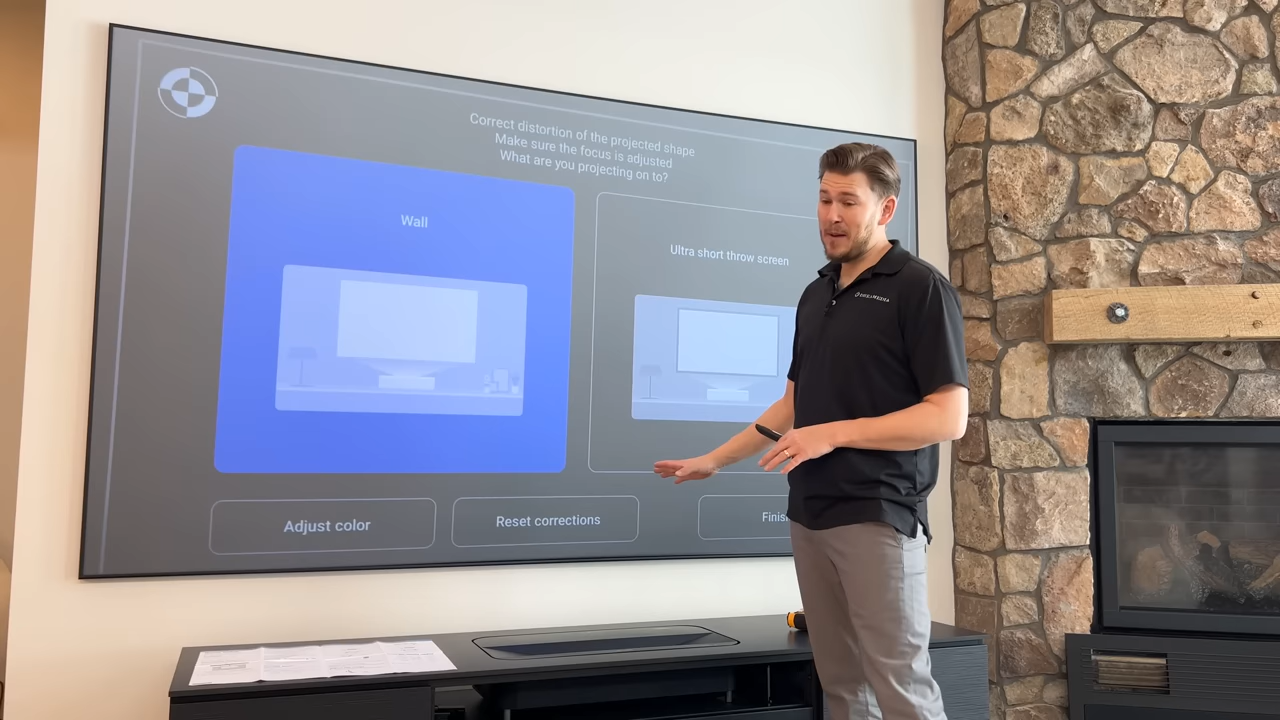 Correct distortion of the projected shape
Make sure the focus is adjusted
What are you projecting on to?
Wall
Ultra short throw screen
Adjust color
Reset corrections